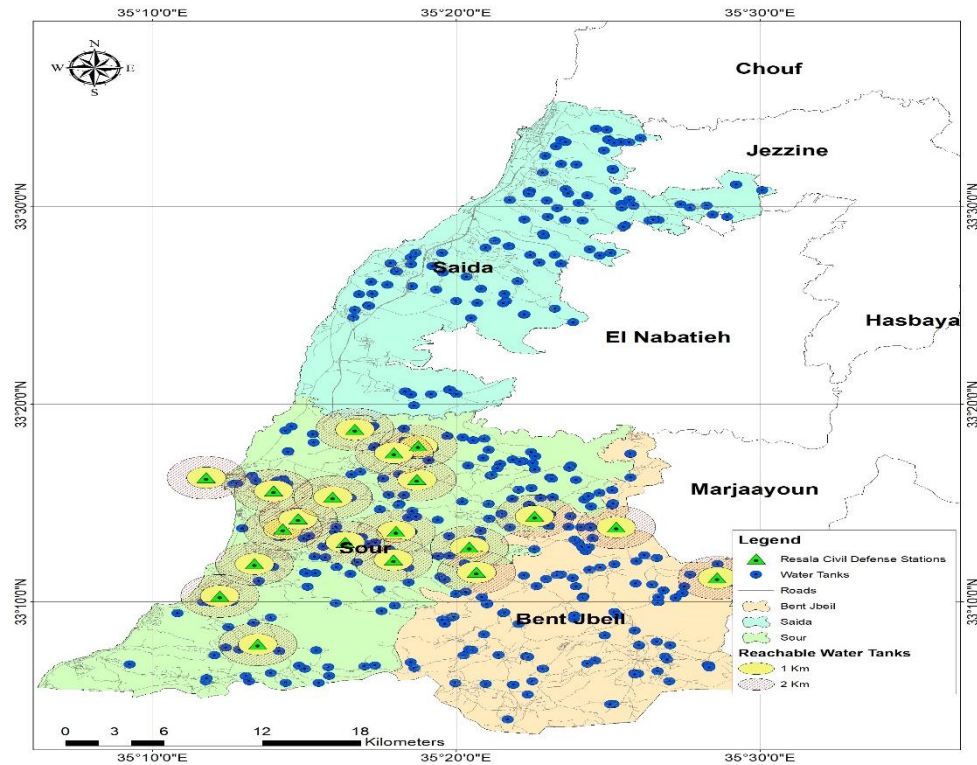 35°10'0"E
35°20'0"E
35°30'0"E
N
W
E
S
Chouf
Jezzine
33°30'0"N
33°30'0"N
Saida
Hasbaya
El Nabatieh
33°20'0"N
33°20'0"N
Marjaayoun
Sour
Legend
Resala Civil Defense Stations
Water Tanks
Roads
Bent Jbeil
Saida
Sour
Reachable Water Tanks
1 Km
2 Km
33°10'0"N
33°10'0"N
Bent Jbeil
0 3 6 12 18
Kilometers
35°10'0"E
35°20'0"E
35°30'0"E